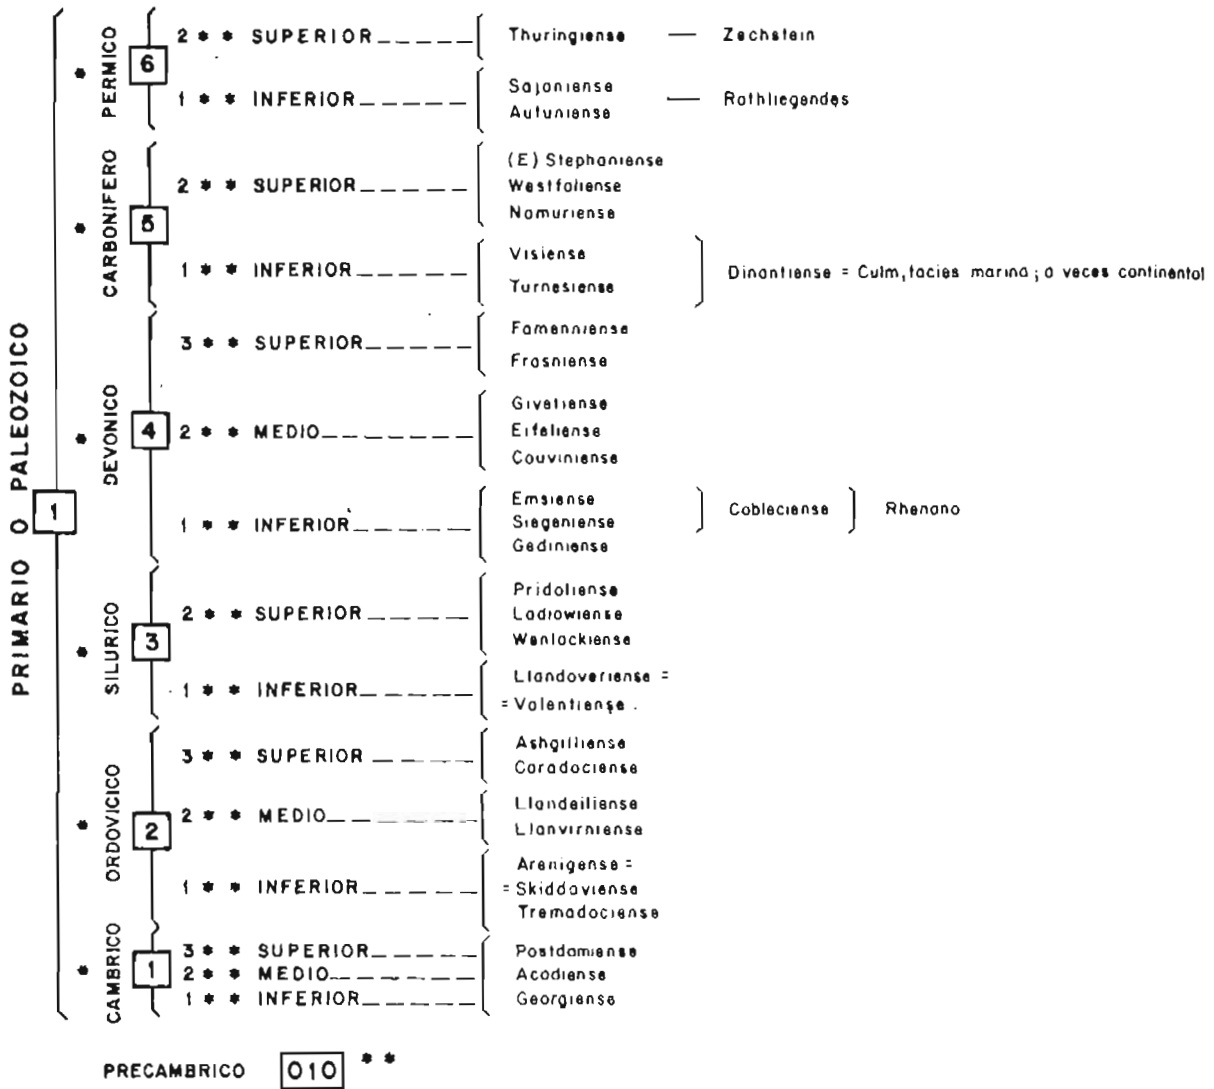 PRIMARIO O PALEOZOICO
1
* PERMICO 6
2 * * SUPERIOR Thuringiense — Zechstein
1 * * INFERIOR
Sajoniense
Autuniense
— Rothliegendes
* CARBONIFERO 5
2 * * SUPERIOR
(E) Stephaniense
Westfaliense
Namuriense
1 * * INFERIOR
Visiense
Turnesiense
Dinantiense = Culm, facies marina; a veces continental
* DEVONICO 4
3 * * SUPERIOR
Famenniense
Frasniense
2 * * MEDIO
Givetiense
Eifeliense
Couviniense
1 * * INFERIOR
Emsiense
Siegeniense
Gediniense
Coblaciense
Rhenano
* SILURICO 3
2 * * SUPERIOR
Pridoliense
Ladlowiense
Wenlockiense
1 * * INFERIOR
Llandoveriense =
= Valentiense .
* ORDOVICICO 2
3 * * SUPERIOR
Ashgilliense
Caradociense
2 * * MEDIO
Llandeiliense
Llanvirniense
1 * * INFERIOR
Arenigense =
= Skiddaviense
Tremadociense
* CAMBRICO 1
3 * * SUPERIOR Postdamiense
2 * * MEDIO Acadiense
1 * * INFERIOR Georgiense
PRECAMBRICO 010 * *